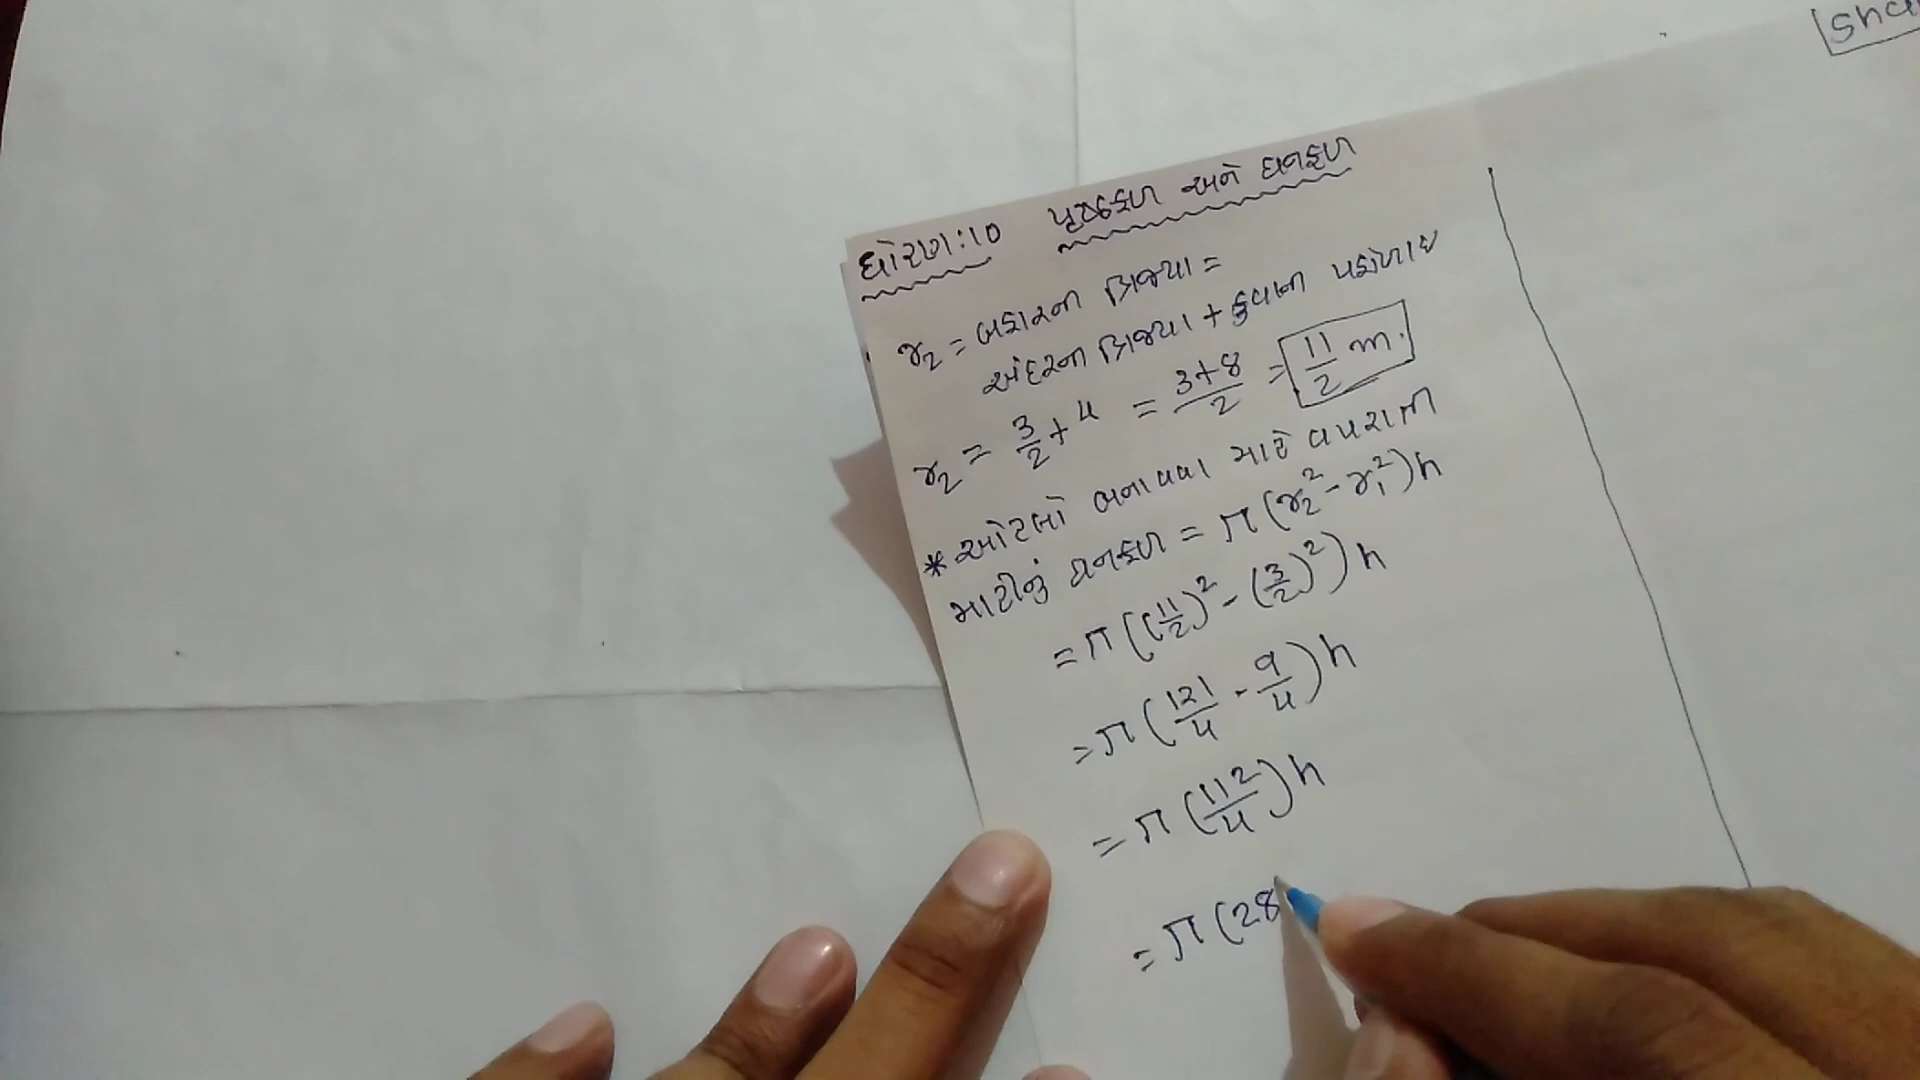 ધોરણ:10 પૃષ્ઠફળ અને ઘનફળ
r₂ = બહારની ત્રિજ્યા =
અંદરની ત્રિજ્યા + કુવાની પહોળાઇ
r₂ = 3/2 + 4 = (3+8)/2 = 11/2 m.
* ઓટલો બનાવવા માટે વપરાતી
માટીનું ઘનફળ = π(r₂² - r₁²)h
= π((11/2)² - (3/2)²)h
= π(121/4 - 9/4)h
= π(112/4)h
= π(28